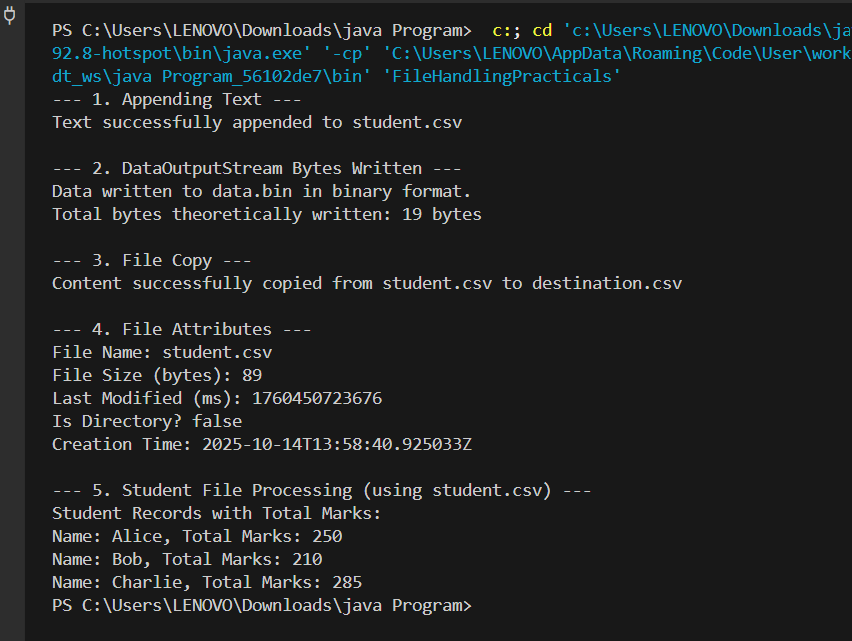 PS C:\Users\LENOVO\Downloads\java Program>  c:; cd 'c:\Users\LENOVO\Downloads\ja
92.8-hotspot\bin\java.exe' '-cp' 'C:\Users\LENOVO\AppData\Roaming\Code\User\work
dt_ws\java Program_56102de7\bin' 'FileHandlingPracticals'
--- 1. Appending Text ---
Text successfully appended to student.csv

--- 2. DataOutputStream Bytes Written ---
Data written to data.bin in binary format.
Total bytes theoretically written: 19 bytes

--- 3. File Copy ---
Content successfully copied from student.csv to destination.csv

--- 4. File Attributes ---
File Name: student.csv
File Size (bytes): 89
Last Modified (ms): 1760450723676
Is Directory? false
Creation Time: 2025-10-14T13:58:40.925033Z

--- 5. Student File Processing (using student.csv) ---
Student Records with Total Marks:
Name: Alice, Total Marks: 250
Name: Bob, Total Marks: 210
Name: Charlie, Total Marks: 285
PS C:\Users\LENOVO\Downloads\java Program>